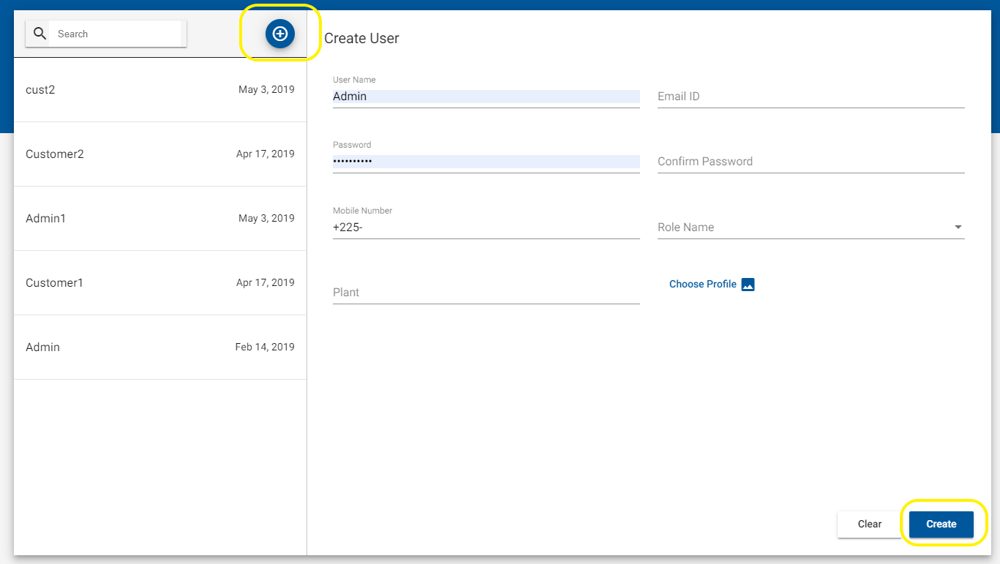 Search
Create User
cust2 May 3, 2019
Customer2 Apr 17, 2019
Admin1 May 3, 2019
Customer1 Apr 17, 2019
Admin Feb 14, 2019
User Name
Admin
Email ID
Password
••••••••••
Confirm Password
Mobile Number
+225-
Role Name
Plant
Choose Profile
Clear Create